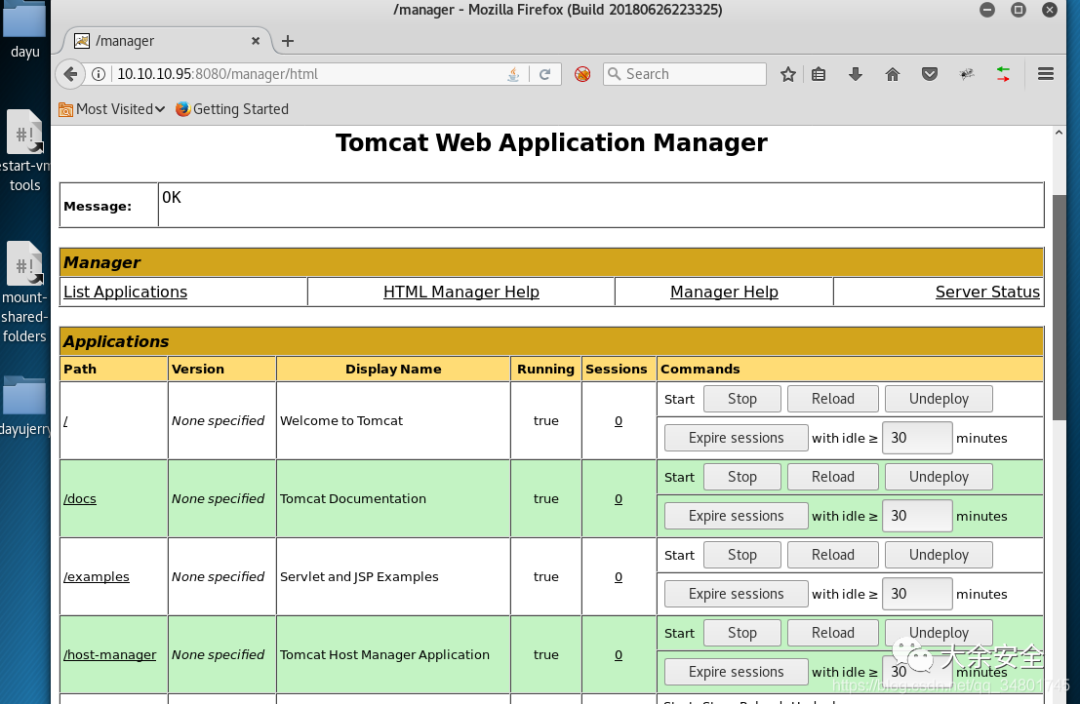 /manager - Mozilla Firefox (Build 20180626223325)
dayu
/manager
10.10.10.95:8080/manager/html
Search
Most Visited
Getting Started
#!
start-vm
tools
#!
mount-
shared-
folders
dayujerry
Tomcat Web Application Manager
Message: OK
Manager
List Applications HTML Manager Help Manager Help Server Status
Applications
Path Version Display Name Running Sessions Commands
/ None specified Welcome to Tomcat true 0 Start Stop Reload Undeploy
Expire sessions with idle ≥ 30 minutes
/docs None specified Tomcat Documentation true 0 Start Stop Reload Undeploy
Expire sessions with idle ≥ 30 minutes
/examples None specified Servlet and JSP Examples true 0 Start Stop Reload Undeploy
Expire sessions with idle ≥ 30 minutes
/host-manager None specified Tomcat Host Manager Application true 0 Start Stop Reload Undeploy
Expire sessions with idle ≥ 30 minutes
大余安全
https://blog.csdn.net/qq_34801745
Start Stop Reload Undeploy